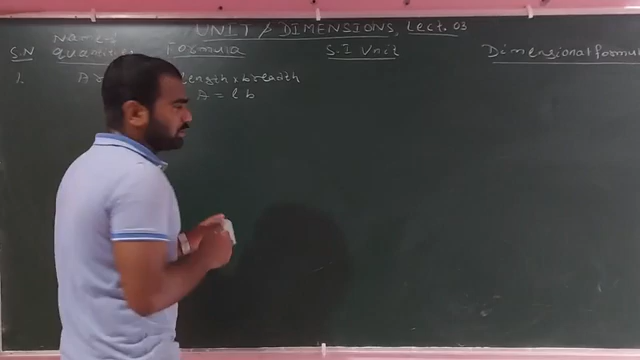 UNIT / DIMENSIONS, Lect. 03
S.N Name of quantities Formula S.I Unit Dimensional formula
1. length × breadth
A = l b